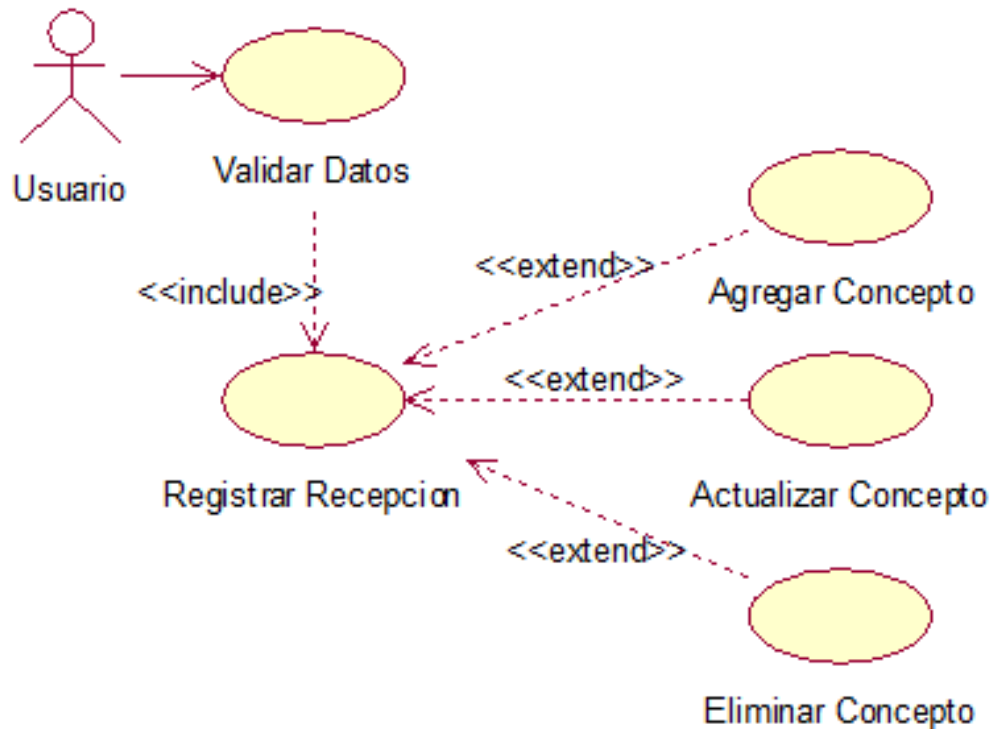 Usuario
Validar Datos
<<include>>
<<extend>>
Agregar Concepto
<<extend>>
Registrar Recepcion
Actualizar Concepto
<<extend>>
Eliminar Concepto